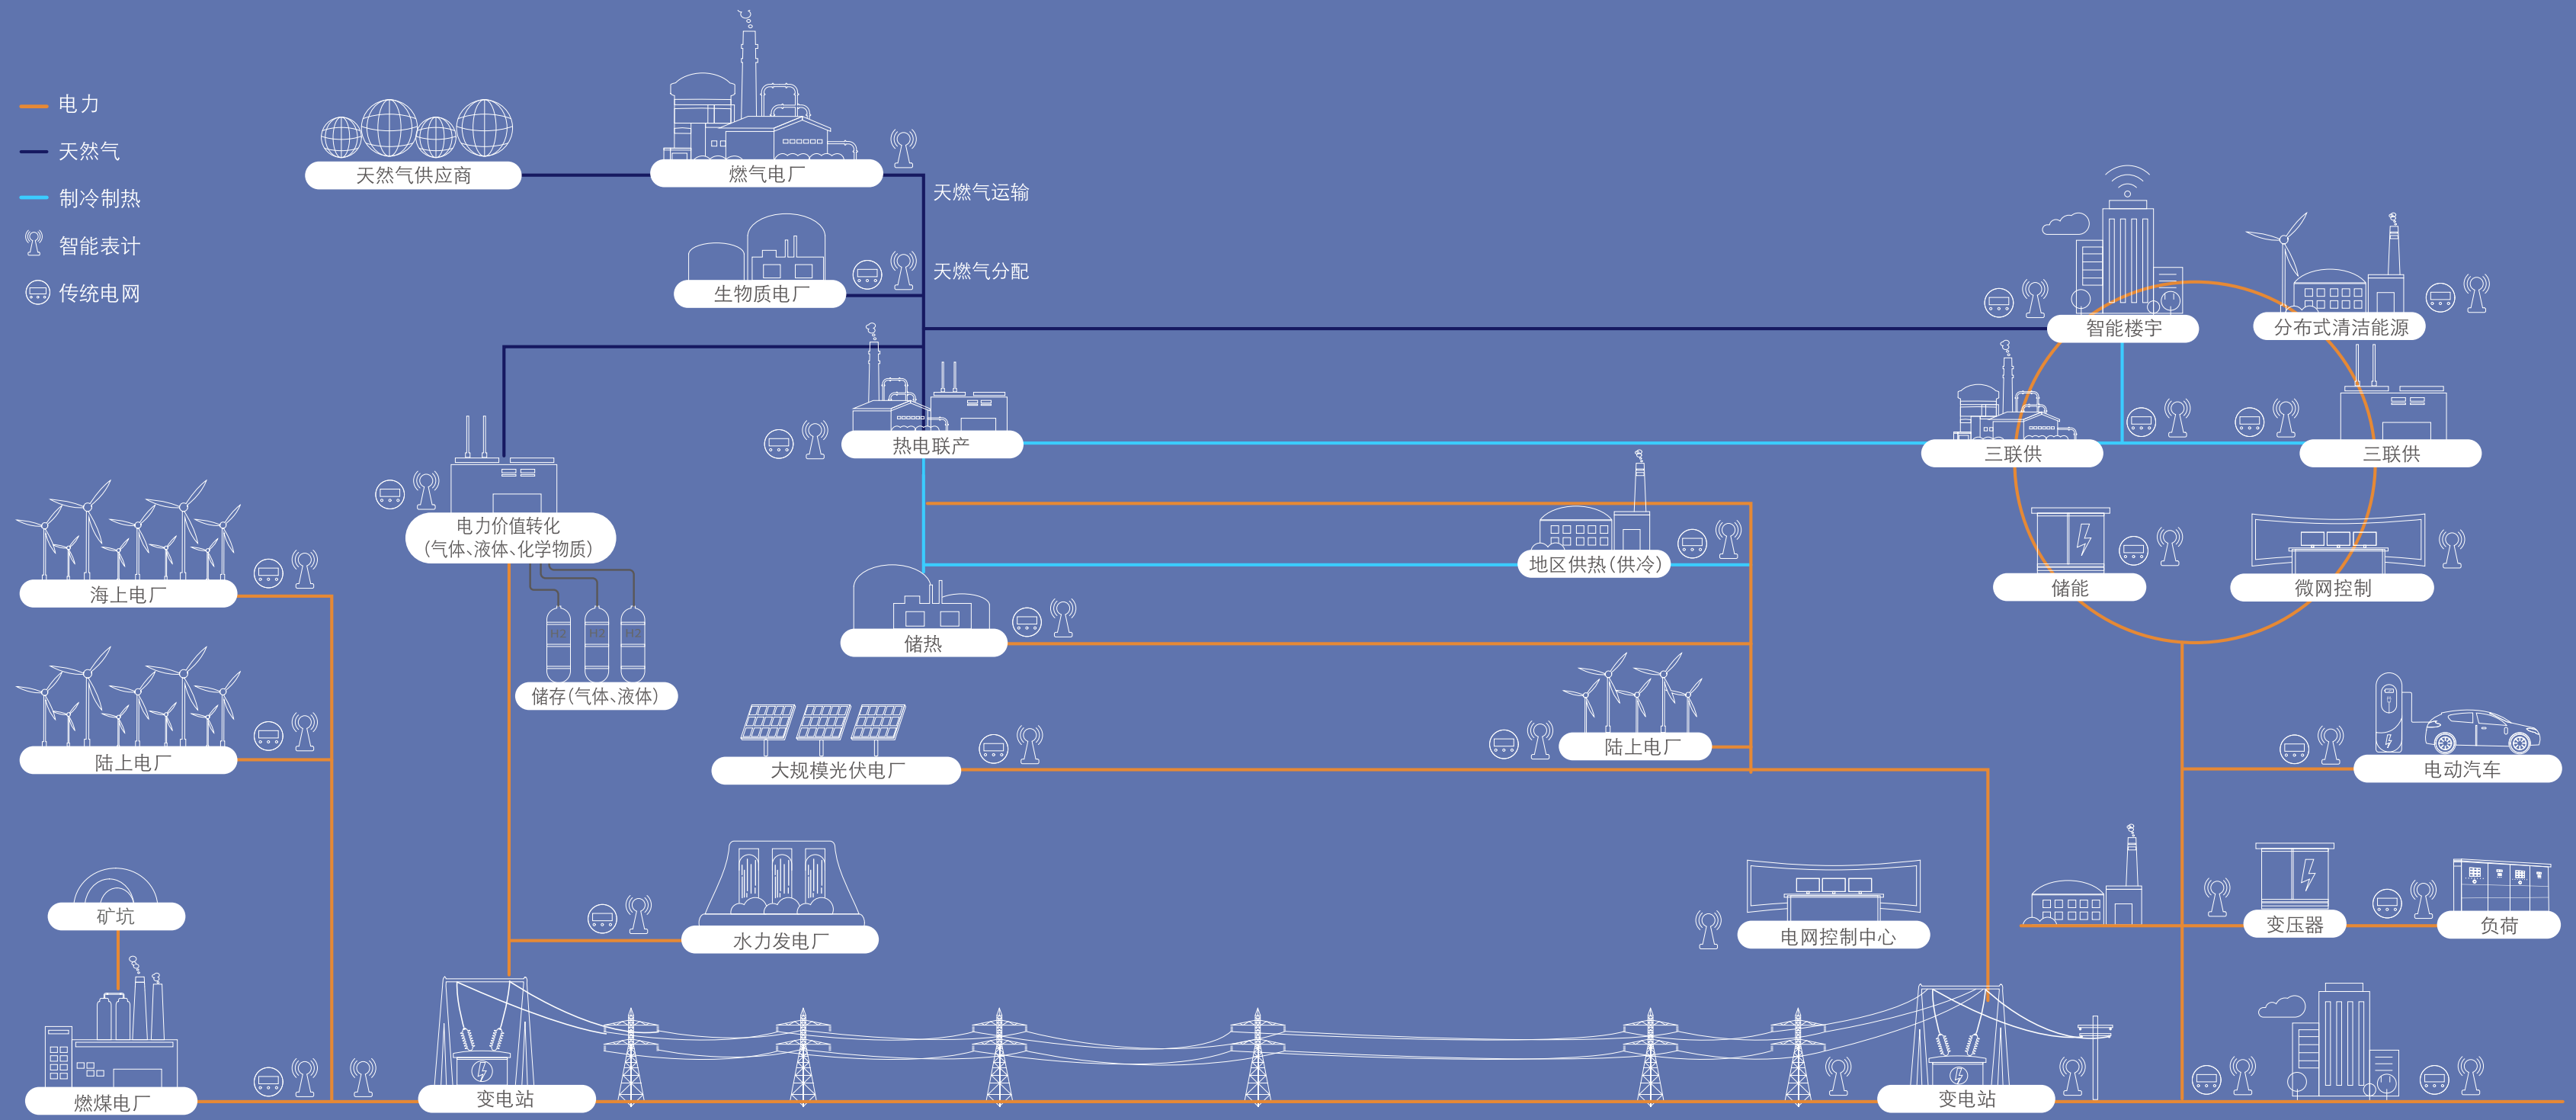 电力
天然气
制冷制热
智能表计
传统电网
天然气供应商
燃气电厂
天燃气运输
生物质电厂
天燃气分配
智能楼宇
分布式清洁能源
热电联产
三联供
三联供
电力价值转化
(气体、液体、化学物质)
地区供热(供冷)
海上电厂
储能
微网控制
H2
H2
H2
储热
储存(气体、液体)
陆上电厂
陆上电厂
大规模光伏电厂
电动汽车
矿坑
水力发电厂
电网控制中心
变压器
负荷
燃煤电厂
变电站
变电站